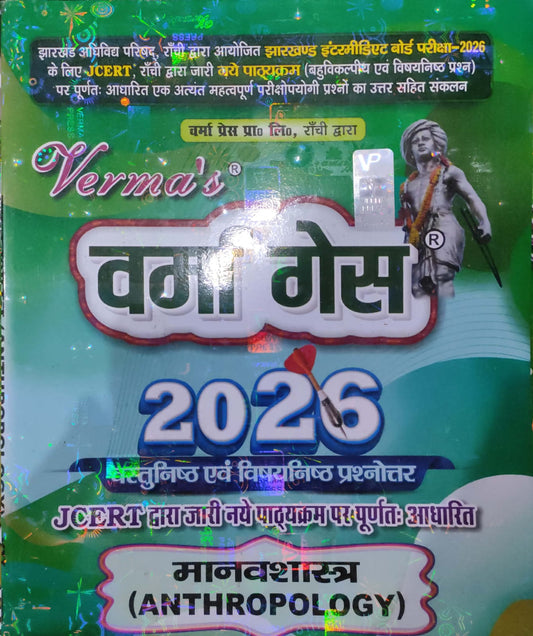 झारखंड अधिविद्य परिषद्, राँची द्वारा आयोजित झारखण्ड इंटरमीडिएट बोर्ड परीक्षा-2026
के लिए JCERT, राँची द्वारा जारी नये पाठ्यक्रम (बहुविकल्पीय एवं विषयनिष्ठ प्रश्न)
पर पूर्णतः आधारित एक अत्यंत महत्वपूर्ण परीक्षोपयोगी प्रश्नों का उत्तर सहित संकलन
वर्मा प्रेस प्रा० लि०, राँची द्वारा
Verma's®
VP
वर्मा गेस®
2026
वस्तुनिष्ठ एवं विषयनिष्ठ प्रश्नोत्तर
JCERT द्वारा जारी नये पाठ्यक्रम पर पूर्णतः आधारित
मानवशास्त्र
(ANTHROPOLOGY)